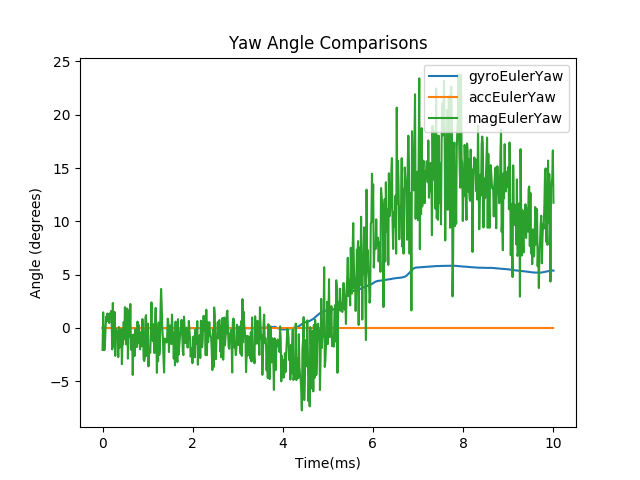 Yaw Angle Comparisons
gyroEulerYaw
accEulerYaw
magEulerYaw
25
20
15
10
5
0
−5
Angle (degrees)
0 2 4 6 8 10
Time(ms)